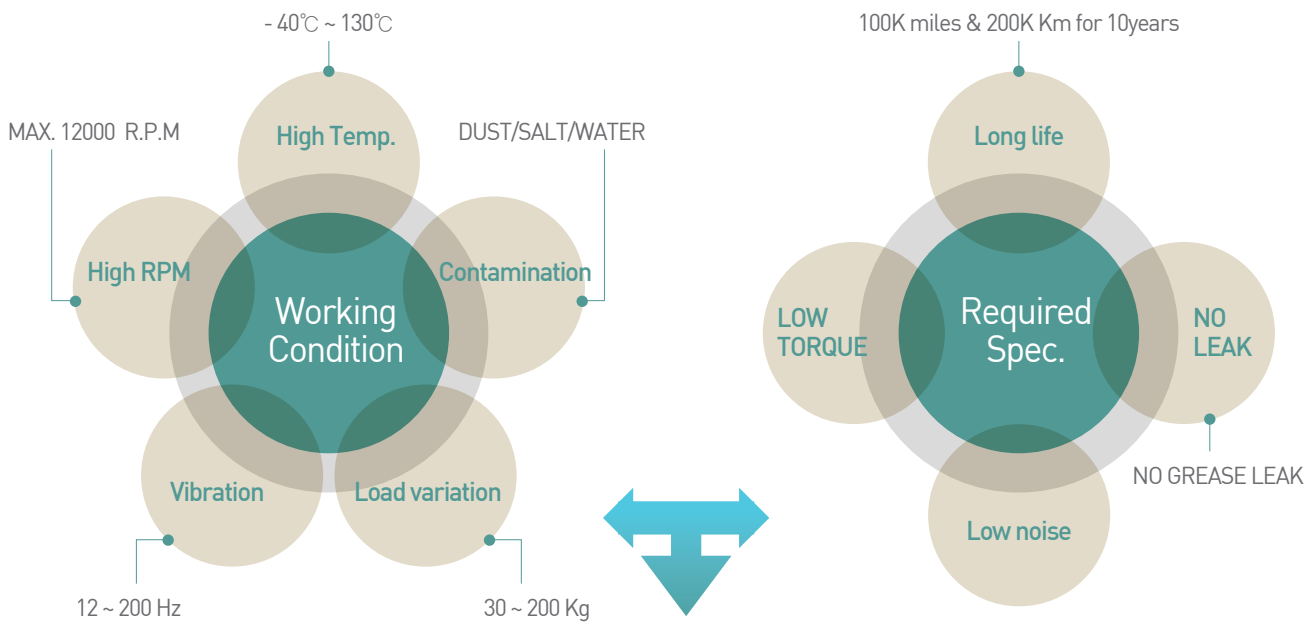 - 40℃ ~ 130℃
MAX. 12000 R.P.M
DUST/SALT/WATER
High Temp.
High RPM
Contamination
Working
Condition
Vibration
Load variation
12 ~ 200 Hz
30 ~ 200 Kg
100K miles & 200K Km for 10years
Long life
LOW
TORQUE
Required
Spec.
NO
LEAK
NO GREASE LEAK
Low noise